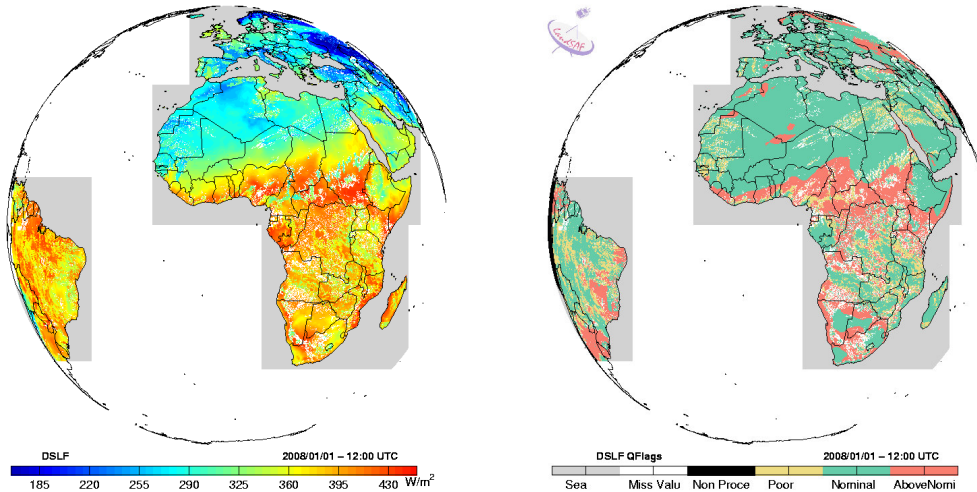 LandSAF
DSLF 2008/01/01 – 12:00 UTC
185 220 255 290 325 360 395 430 W/m²
DSLF QFlags 2008/01/01 – 12:00 UTC
Sea Miss Valu Non Proce Poor Nominal AboveNomi